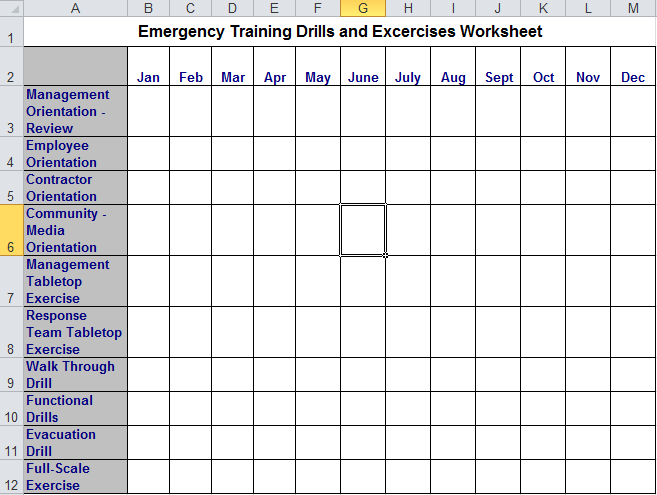 A B C D E F G H I J K L M
1 Emergency Training Drills and Excercises Worksheet
2 Jan Feb Mar Apr May June July Aug Sept Oct Nov Dec
Management
Orientation -
3 Review
Employee
4 Orientation
Contractor
5 Orientation
Community -
Media
6 Orientation
Management
Tabletop
7 Exercise
Response
Team Tabletop
8 Exercise
Walk Through
9 Drill
Functional
10 Drills
Evacuation
11 Drill
Full-Scale
12 Exercise